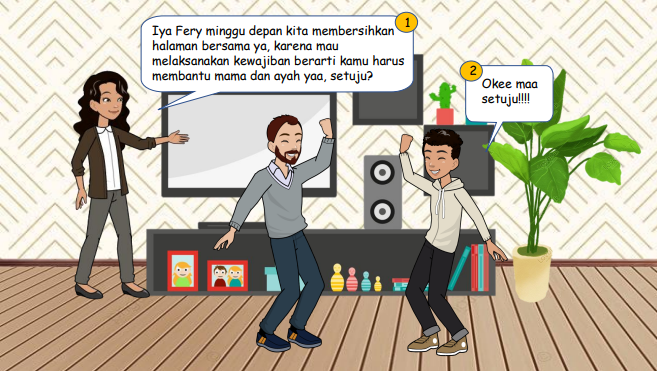 1
Iya Fery minggu depan kita membersihkan
halaman bersama ya, karena mau
melaksanakan kewajiban berarti kamu harus
membantu mama dan ayah yaa, setuju?
2
Okee maa
setuju!!!!